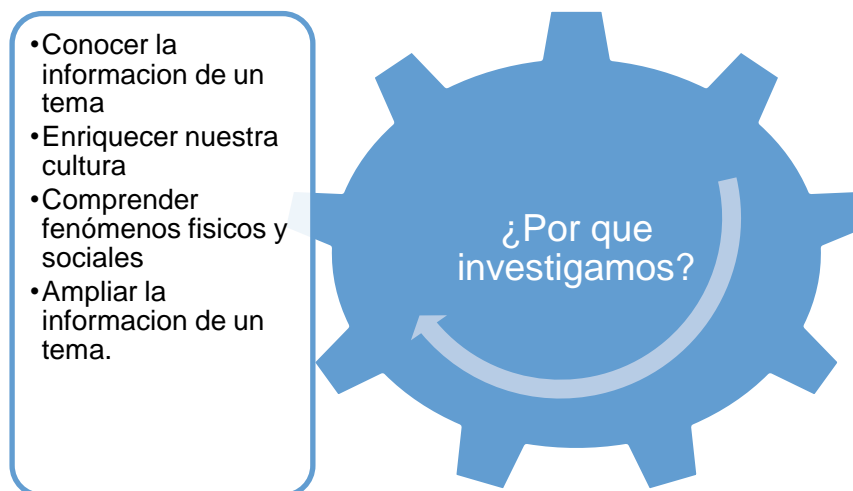 •Conocer la
informacion de un
tema
•Enriquecer nuestra
cultura
•Comprender
fenómenos fisicos y
sociales
•Ampliar la
informacion de un
tema.
¿Por que
investigamos?